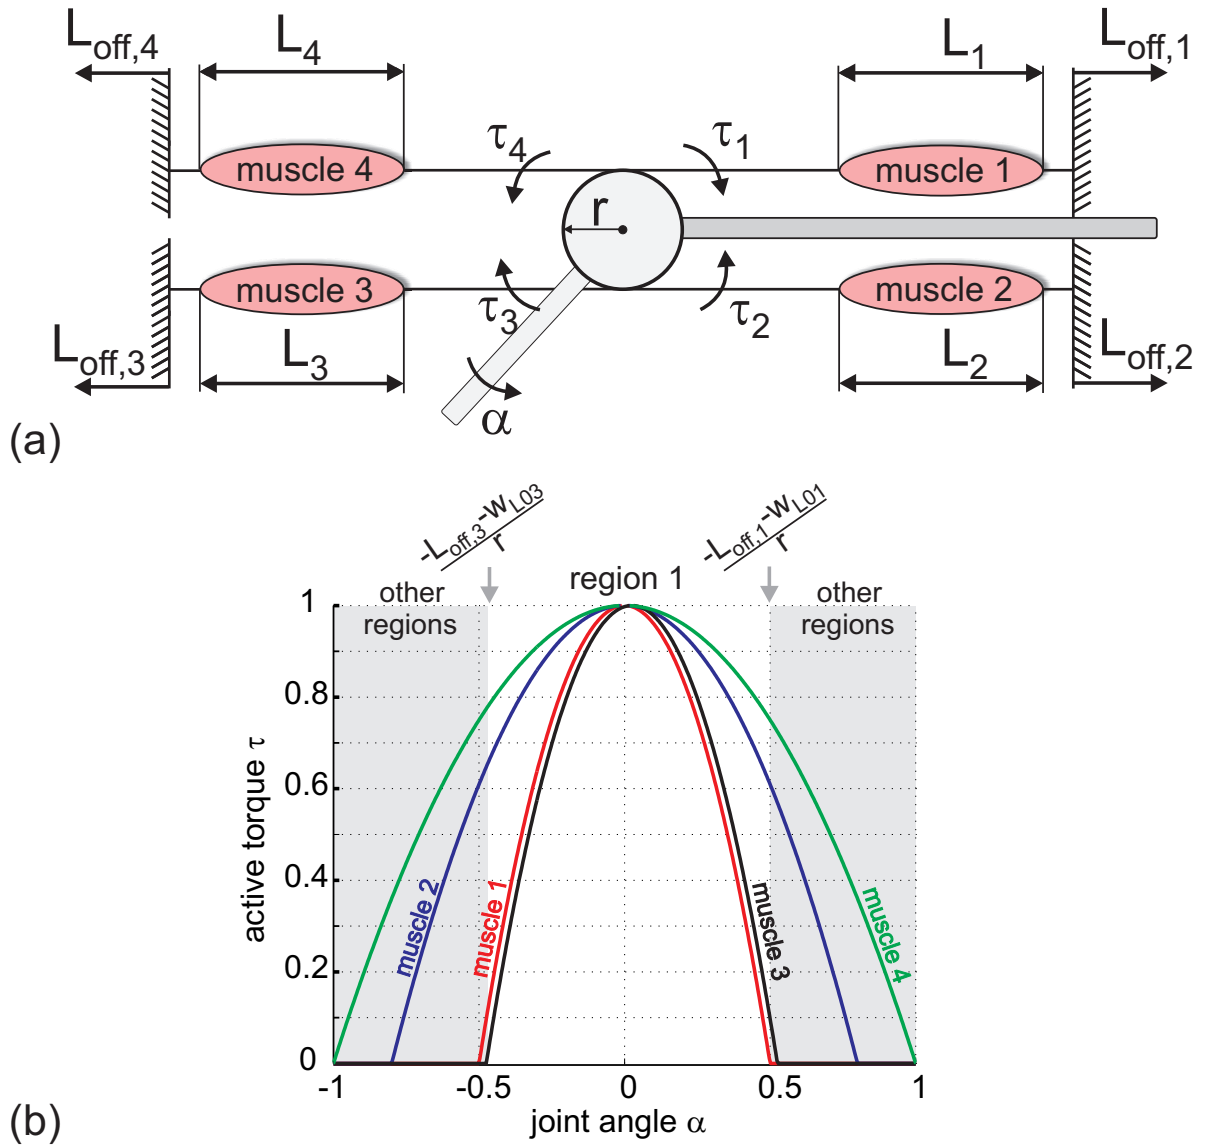 L_off,4
L_4
L_1
L_off,1
τ_4
τ_1
muscle 4
muscle 1
r
muscle 3
muscle 2
τ_3
τ_2
L_off,3
L_3
L_2
L_off,2
α
(a)
-L_off,3-w_L03
r
-L_off,1-w_L01
r
region 1
other
regions
other
regions
1
0.8
0.6
0.4
0.2
0
active torque τ
muscle 2
muscle 1
muscle 3
muscle 4
-1
-0.5
0
0.5
1
joint angle α
(b)